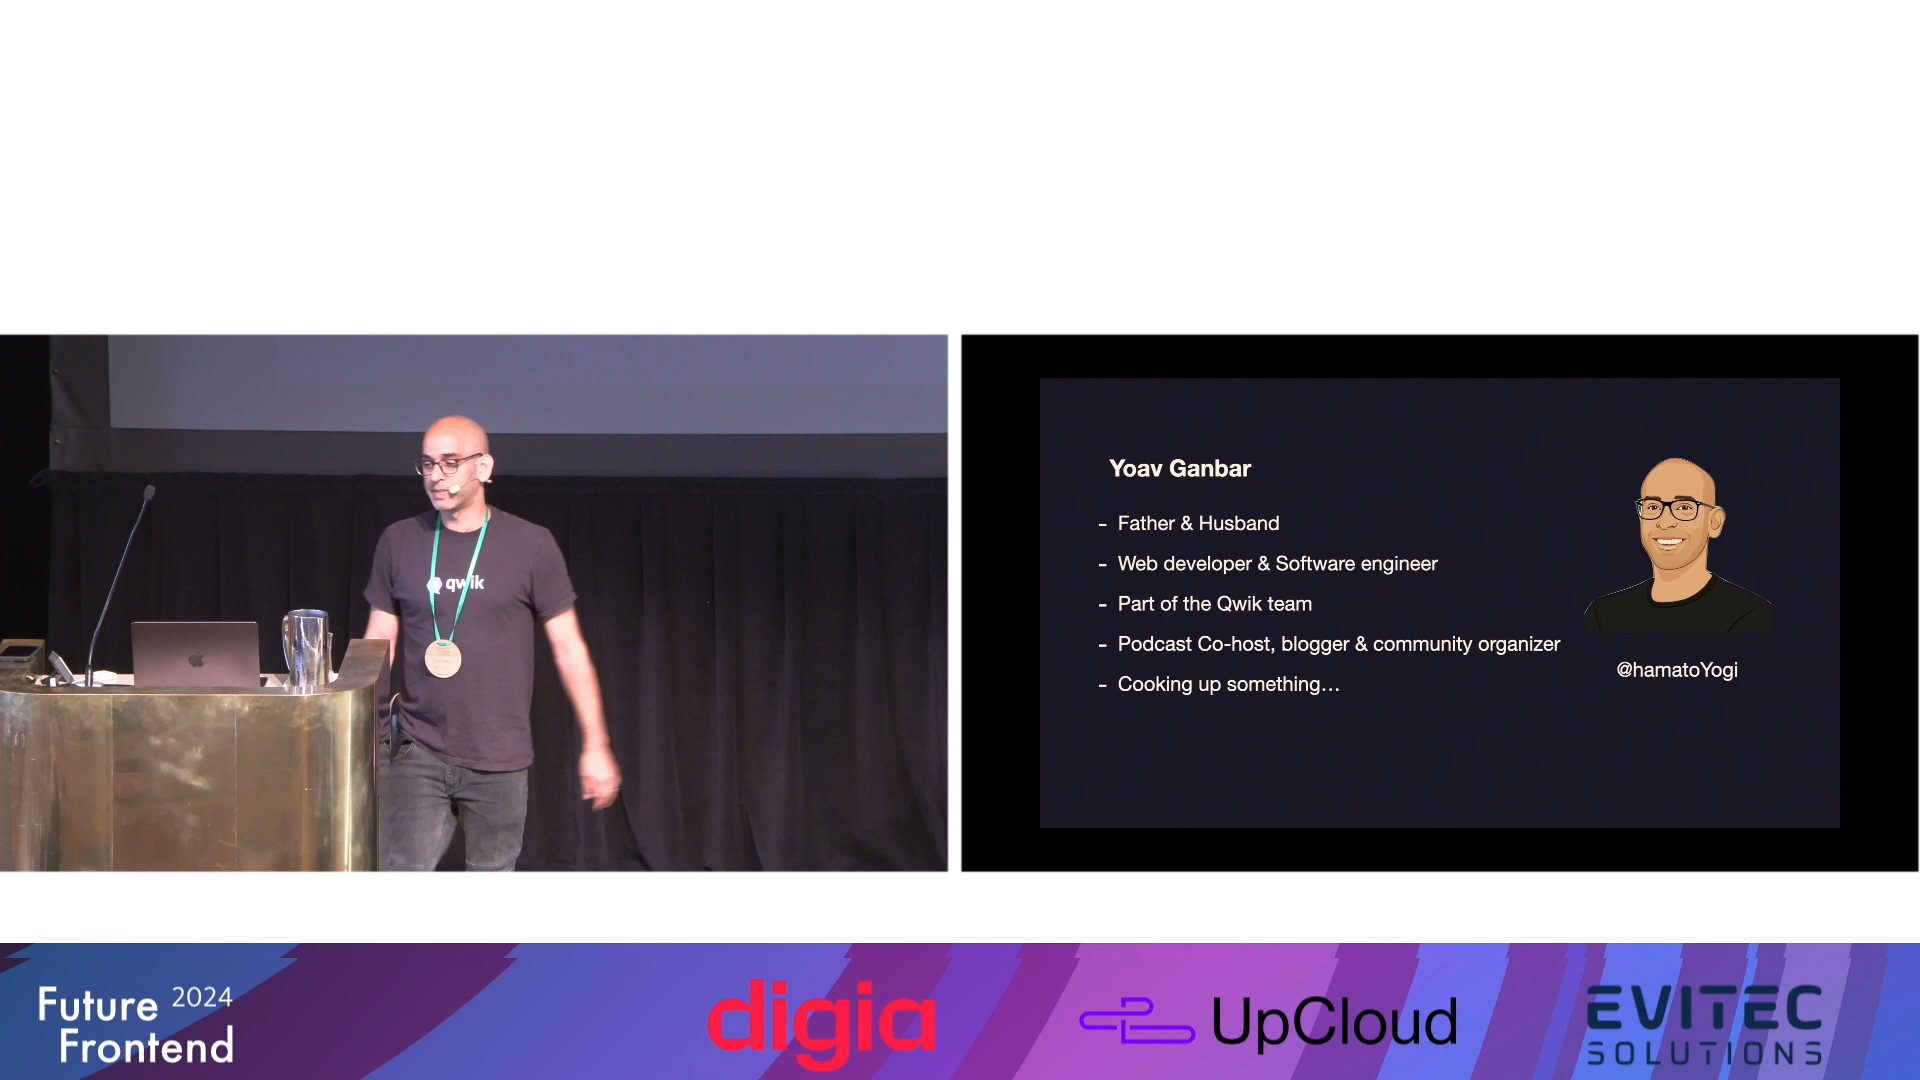 qwik
Yoav Ganbar
- Father & Husband
- Web developer & Software engineer
- Part of the Qwik team
- Podcast Co-host, blogger & community organizer
- Cooking up something…
@hamatoYogi
Future 2024
Frontend
digia
UpCloud
EVITEC
SOLUTIONS